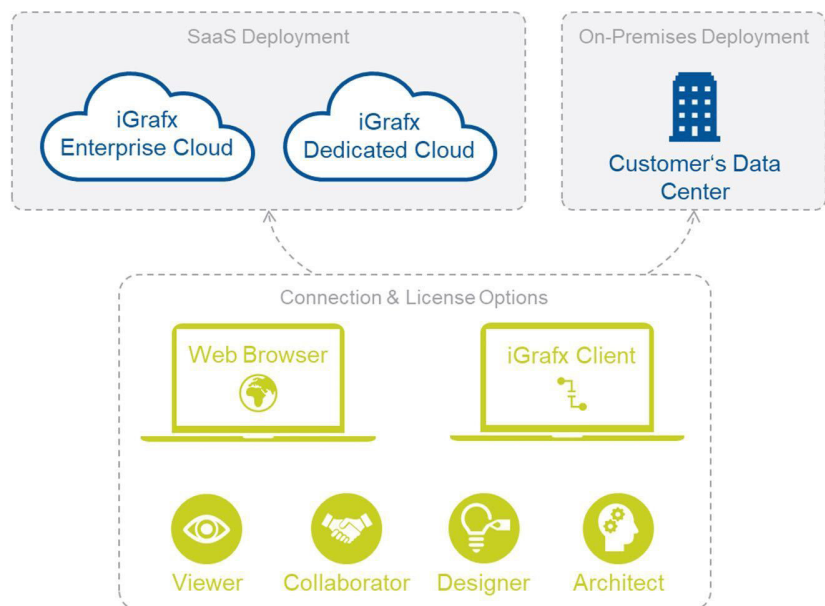 SaaS Deployment
On-Premises Deployment
iGrafx
Enterprise Cloud
iGrafx
Dedicated Cloud
Customer‘s Data
Center
Connection & License Options
Web Browser
iGrafx Client
Viewer
Collaborator
Designer
Architect